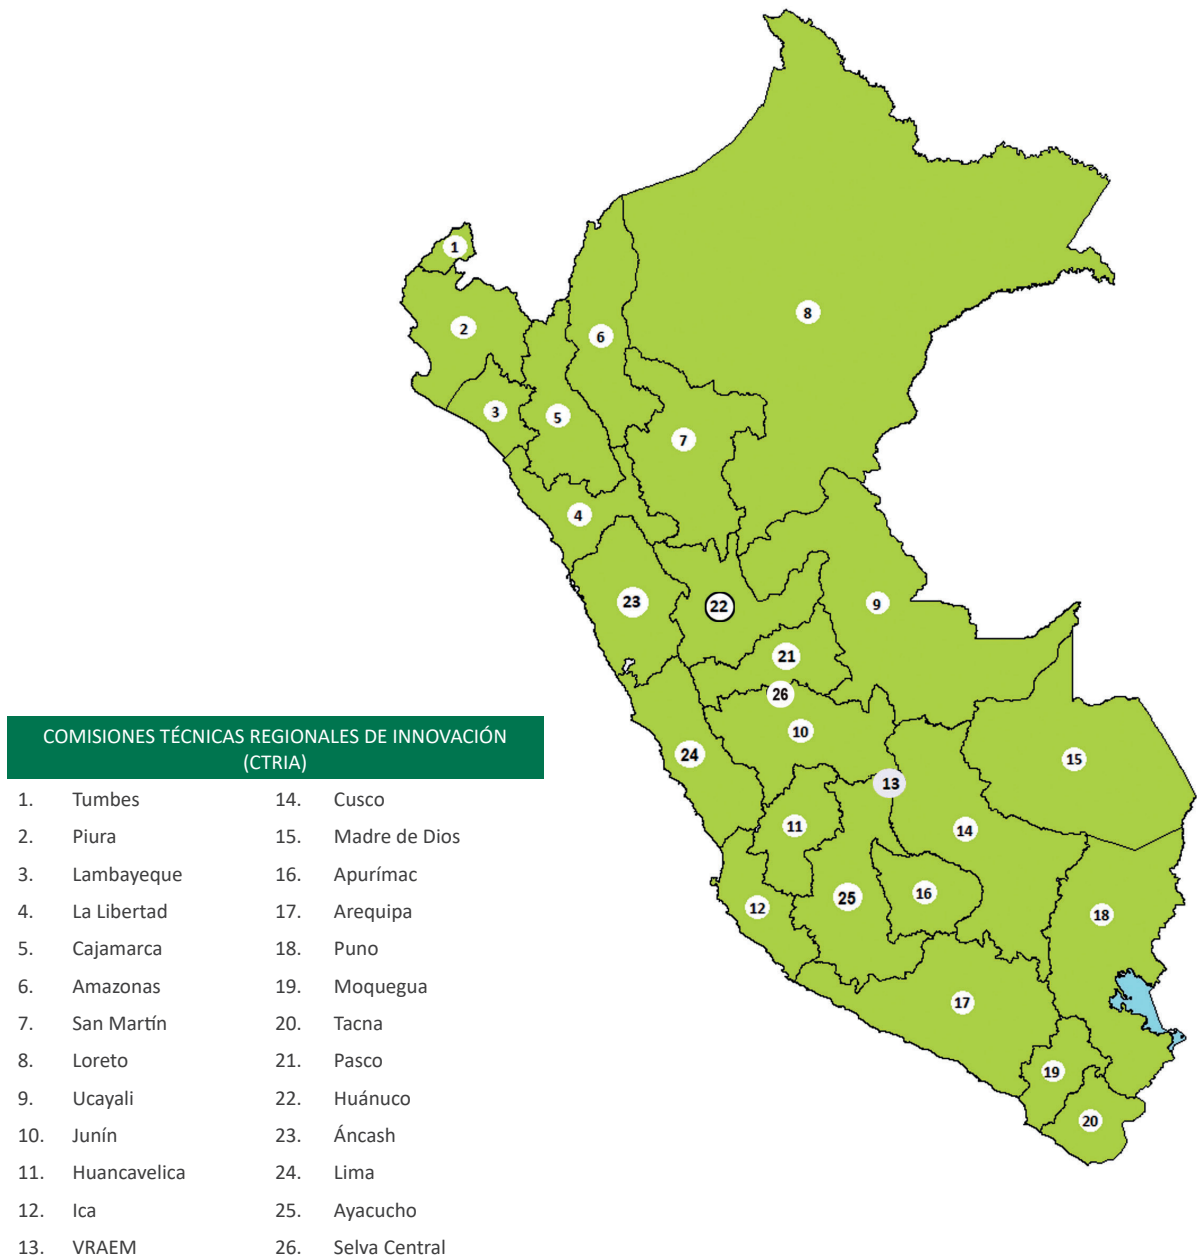 1
2
6
8
3
5
7
4
23
22
9
21
26
10
24
15
13
11
14
16
25
12
18
17
19
20
COMISIONES TÉCNICAS REGIONALES DE INNOVACIÓN
(CTRIA)
1. Tumbes
2. Piura
3. Lambayeque
4. La Libertad
5. Cajamarca
6. Amazonas
7. San Martín
8. Loreto
9. Ucayali
10. Junín
11. Huancavelica
12. Ica
13. VRAEM
14. Cusco
15. Madre de Dios
16. Apurímac
17. Arequipa
18. Puno
19. Moquegua
20. Tacna
21. Pasco
22. Huánuco
23. Áncash
24. Lima
25. Ayacucho
26. Selva Central